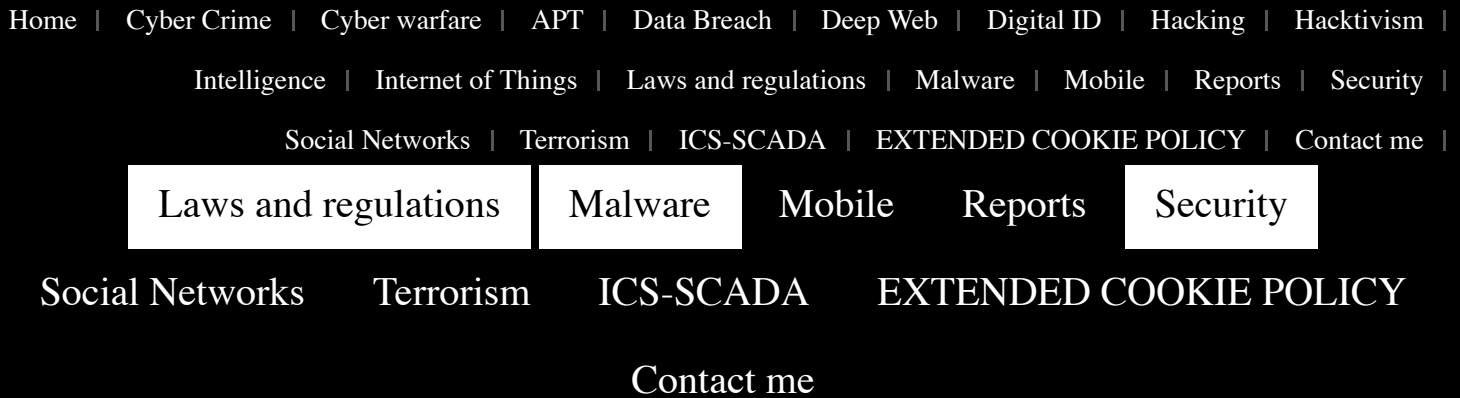 Home | Cyber Crime | Cyber warfare | APT | Data Breach | Deep Web | Digital ID | Hacking | Hacktivism |
Intelligence | Internet of Things | Laws and regulations | Malware | Mobile | Reports | Security |
Social Networks | Terrorism | ICS-SCADA | EXTENDED COOKIE POLICY | Contact me |
Laws and regulations Malware Mobile Reports Security
Social Networks Terrorism ICS-SCADA EXTENDED COOKIE POLICY
Contact me